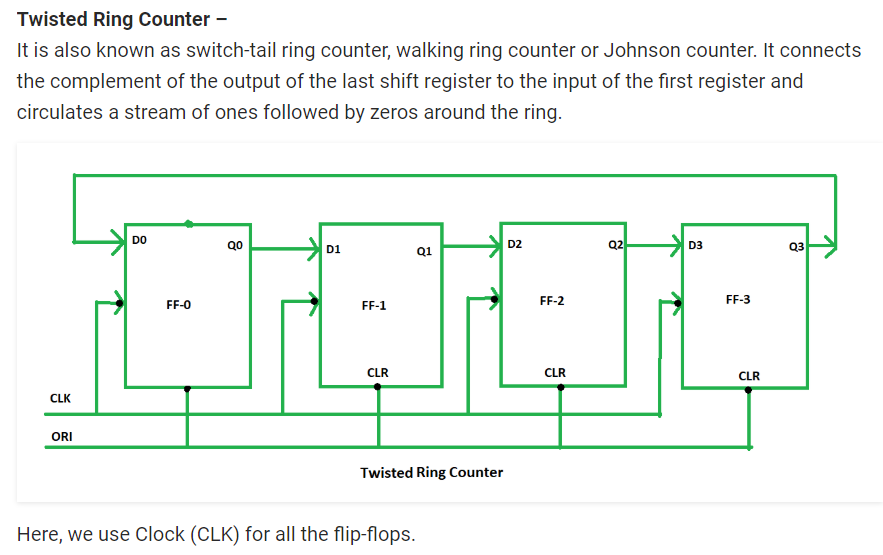 Twisted Ring Counter –
It is also known as switch-tail ring counter, walking ring counter or Johnson counter. It connects
the complement of the output of the last shift register to the input of the first register and
circulates a stream of ones followed by zeros around the ring.
D0 Q0 D1 Q1 D2 Q2 D3 Q3
FF-0 FF-1 FF-2 FF-3
CLR CLR CLR
CLK
ORI
Twisted Ring Counter
Here, we use Clock (CLK) for all the flip-flops.